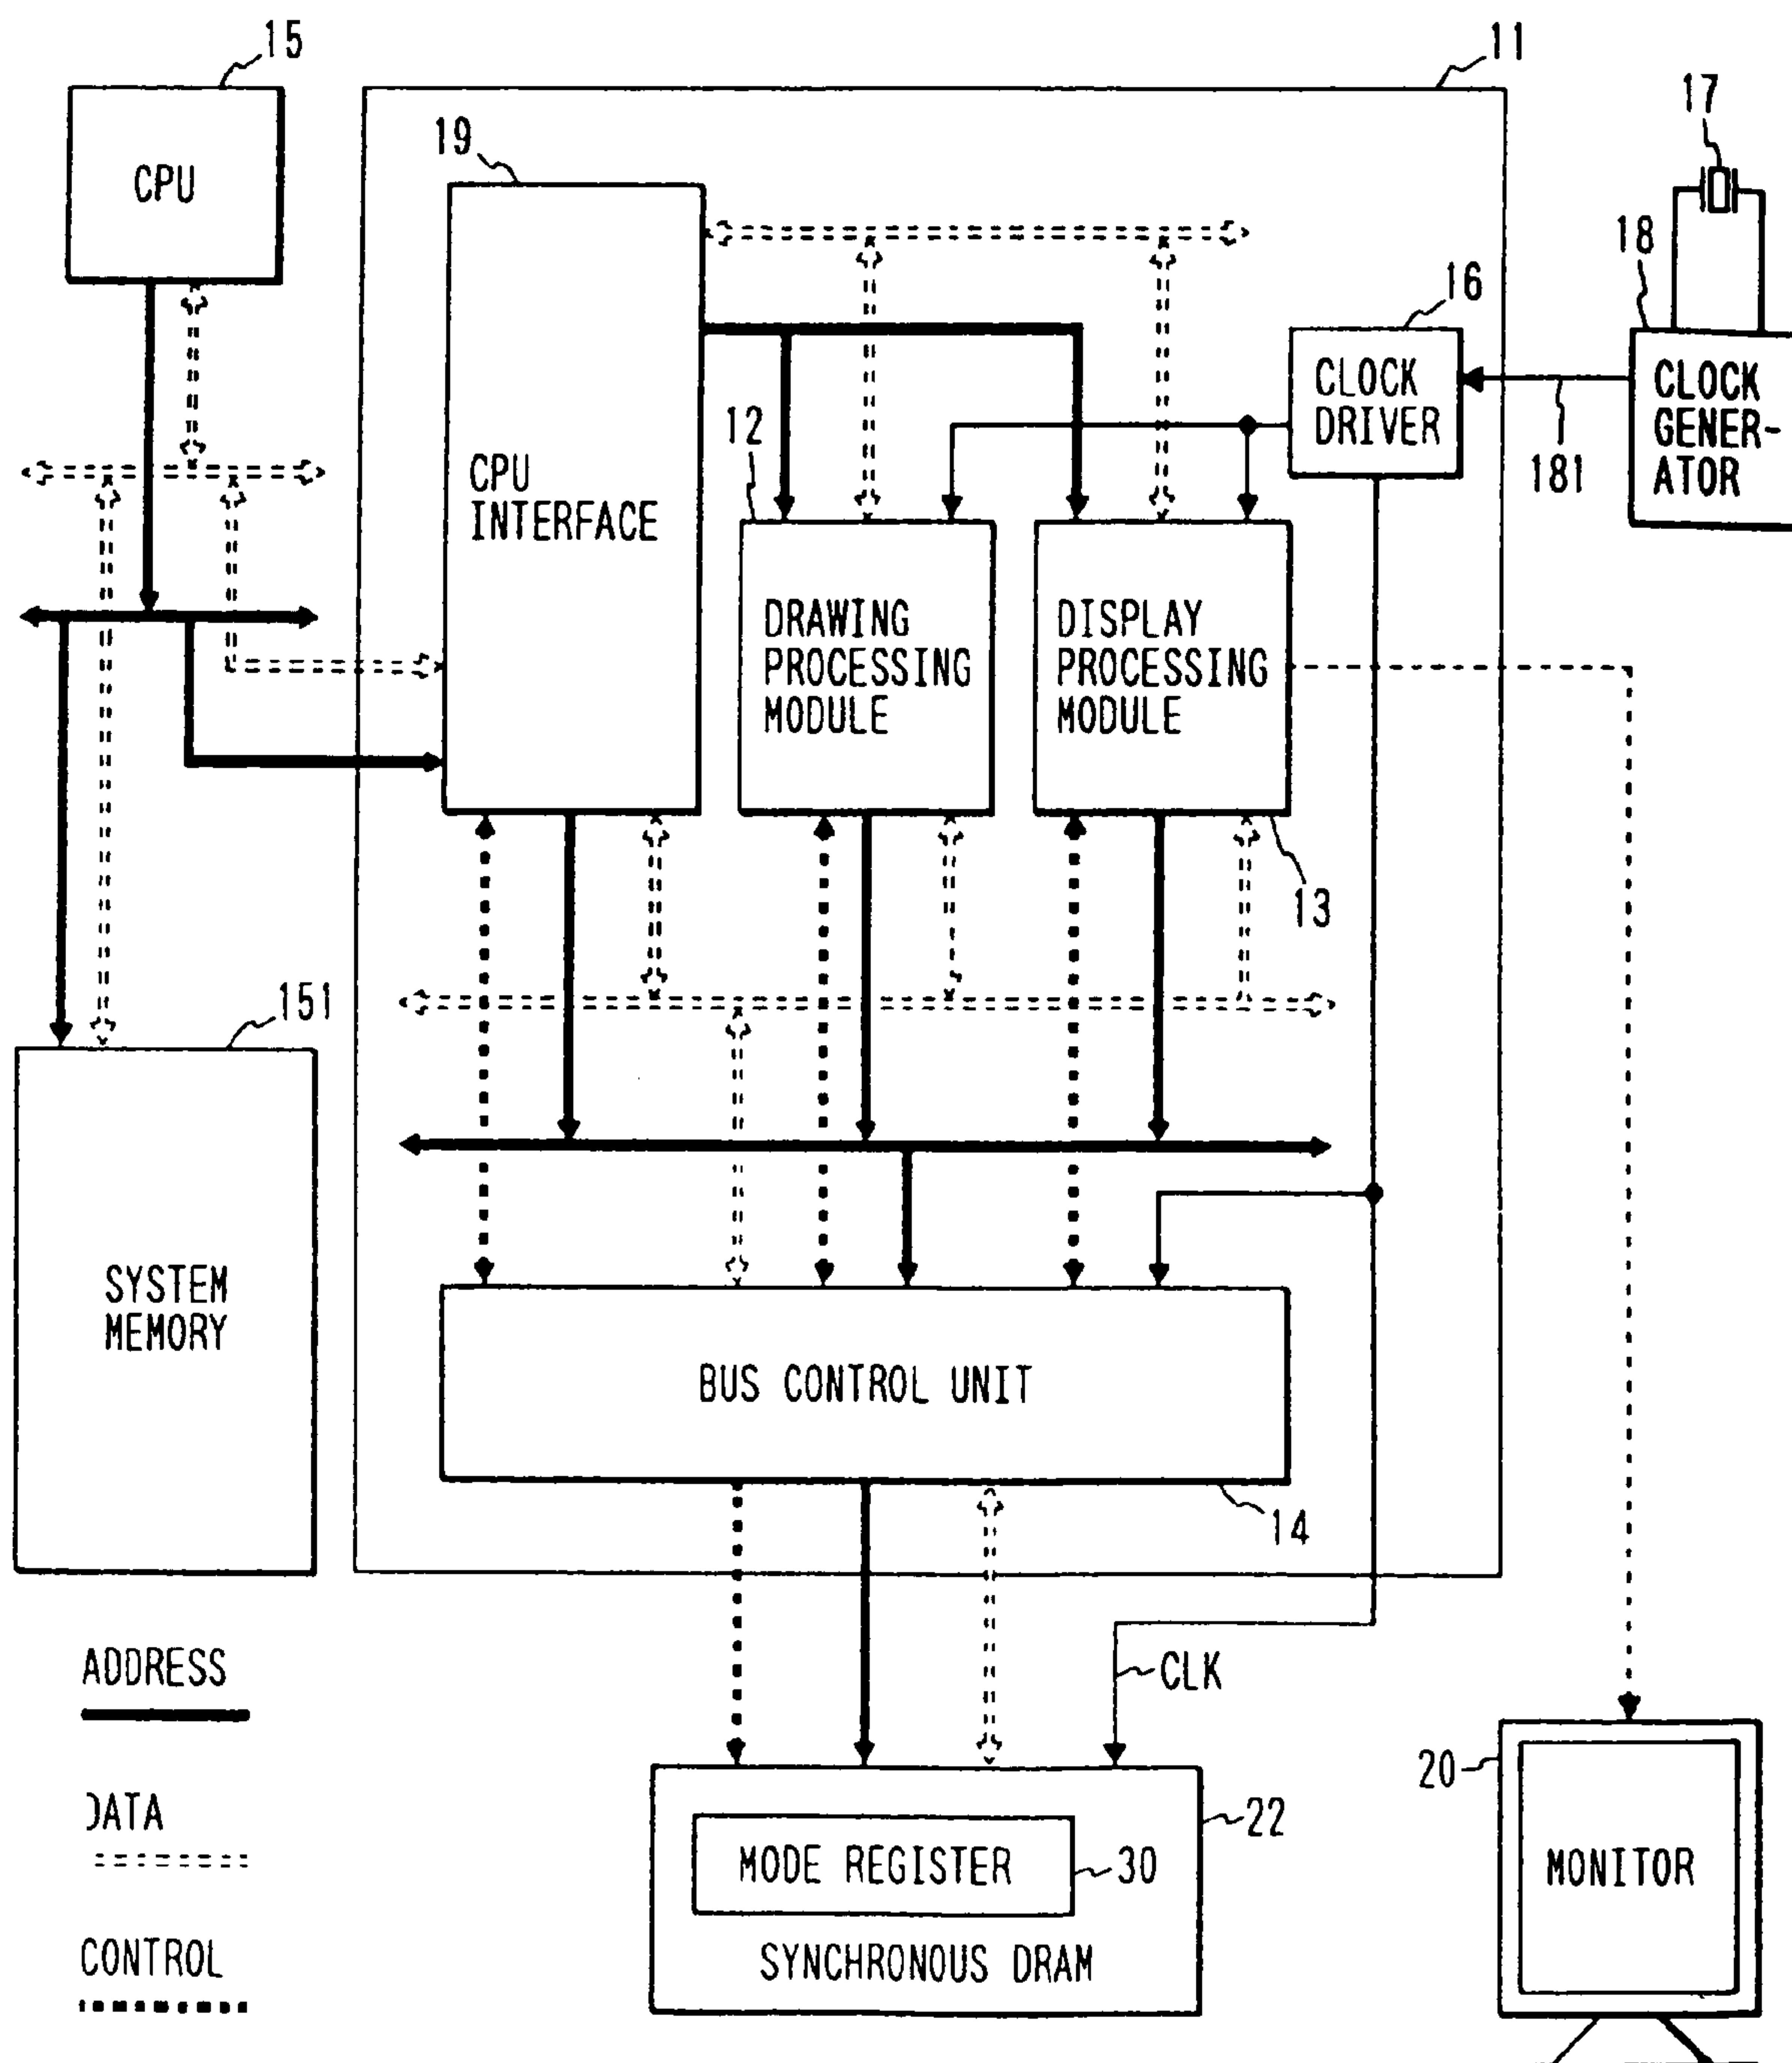 15
11
17
19
CPU
18
16
CLOCK
DRIVER
CLOCK
GENER-
ATOR
12
181
CPU
INTERFACE
DRAWING
PROCESSING
MODULE
DISPLAY
PROCESSING
MODULE
13
151
SYSTEM
MEMORY
BUS CONTROL UNIT
14
ADDRESS
CLK
20
DATA
22
MODE REGISTER
30
MONITOR
CONTROL
SYNCHRONOUS DRAM